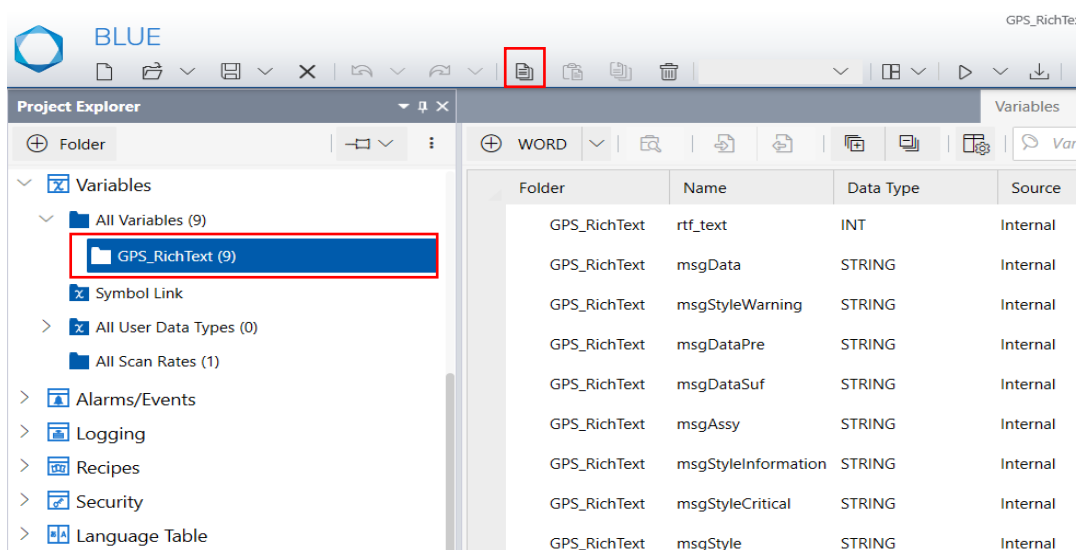 GPS_RichTe
BLUE
Project Explorer
Variables
Folder
WORD
Var
Variables
All Variables (9)
GPS_RichText (9)
Symbol Link
All User Data Types (0)
All Scan Rates (1)
Alarms/Events
Logging
Recipes
Security
Language Table
Folder Name Data Type Source
GPS_RichText rtf_text INT Internal
GPS_RichText msgData STRING Internal
GPS_RichText msgStyleWarning STRING Internal
GPS_RichText msgDataPre STRING Internal
GPS_RichText msgDataSuf STRING Internal
GPS_RichText msgAssy STRING Internal
GPS_RichText msgStyleInformation STRING Internal
GPS_RichText msgStyleCritical STRING Internal
GPS_RichText msgStyle STRING Internal